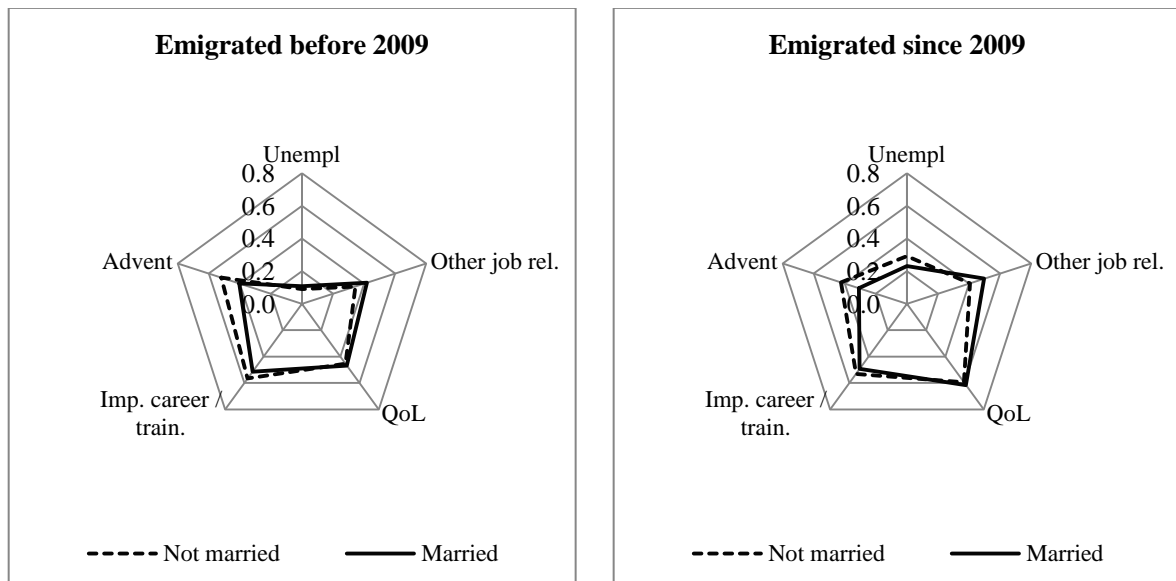 Emigrated before 2009
Unempl
0.8
0.6
0.4
0.2
0.0
Advent
Other job rel.
Imp. career /
train.
QoL
Not married
Married
Emigrated since 2009
Unempl
0.8
0.6
0.4
0.2
0.0
Advent
Other job rel.
Imp. career /
train.
QoL
Not married
Married